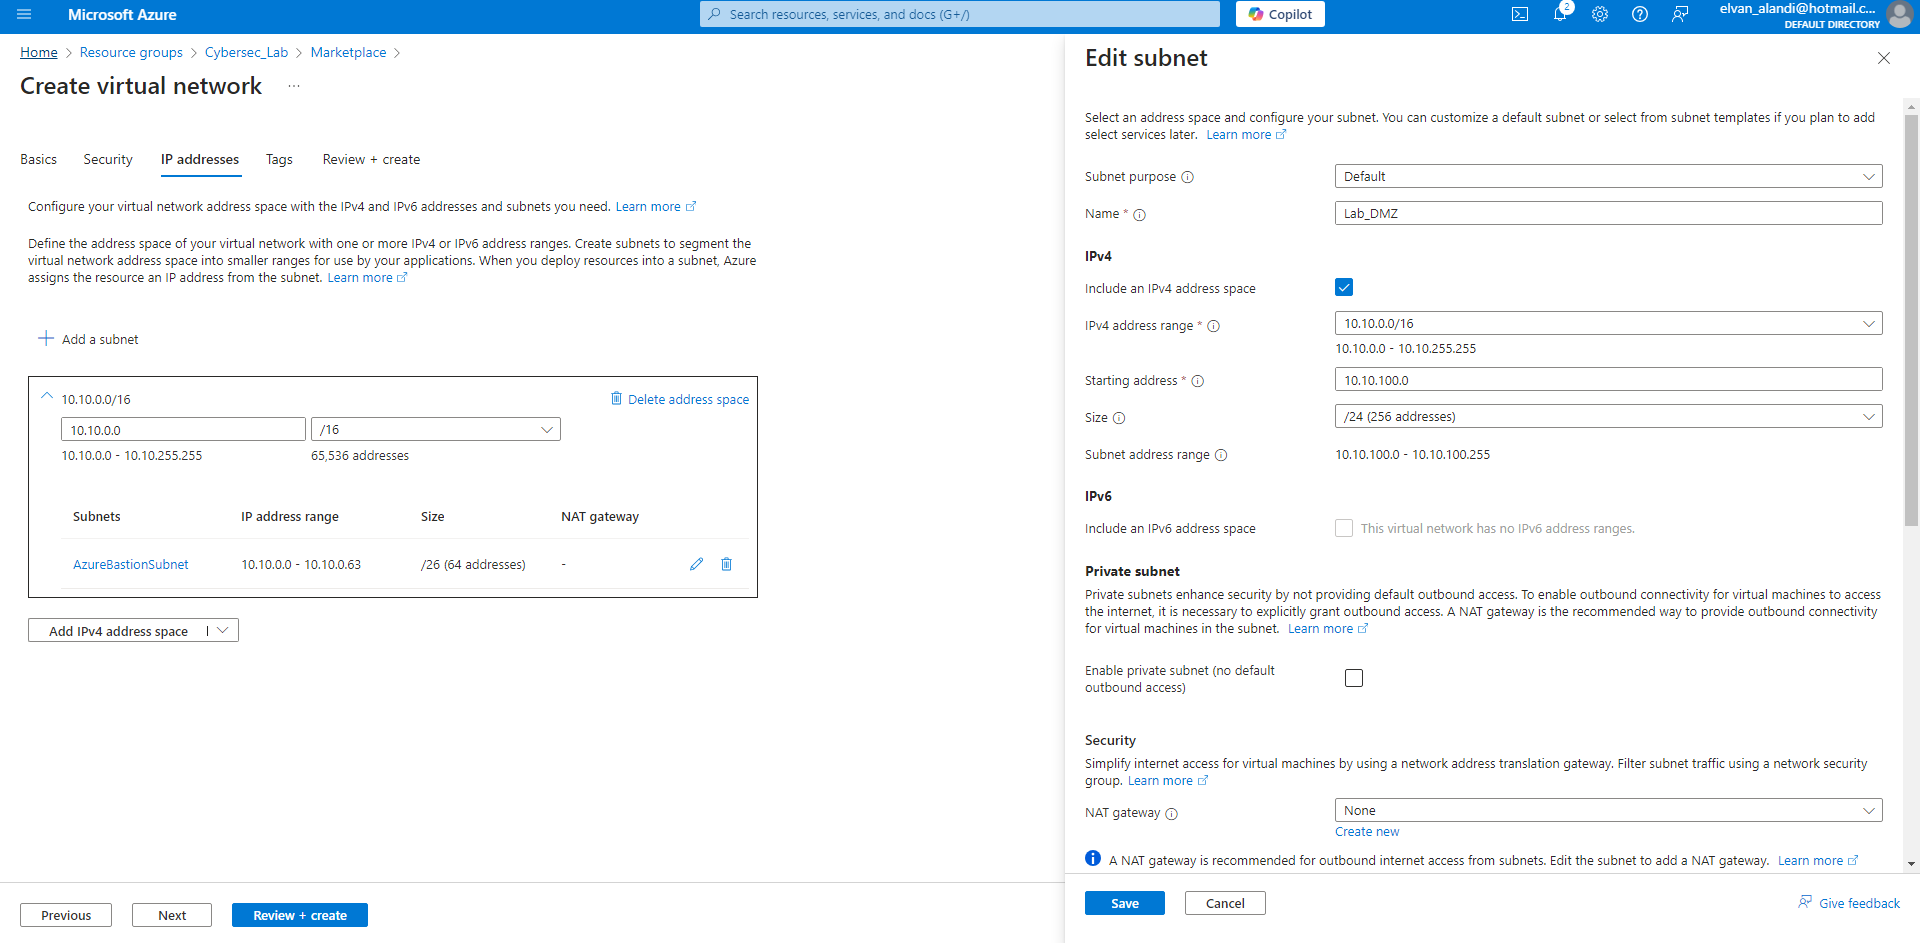 Microsoft Azure
Search resources, services, and docs (G+/)
Copilot
2
elvan_alandi@hotmail.c...
DEFAULT DIRECTORY
Home > Resource groups > Cybersec_Lab > Marketplace >
Create virtual network ...
Basics Security IP addresses Tags Review + create
Configure your virtual network address space with the IPv4 and IPv6 addresses and subnets you need. Learn more
Define the address space of your virtual network with one or more IPv4 or IPv6 address ranges. Create subnets to segment the
virtual network address space into smaller ranges for use by your applications. When you deploy resources into a subnet, Azure
assigns the resource an IP address from the subnet. Learn more
Add a subnet
10.10.0.0/16 Delete address space
10.10.0.0 /16
10.10.0.0 - 10.10.255.255 65,536 addresses
Subnets IP address range Size NAT gateway
AzureBastionSubnet 10.10.0.0 - 10.10.0.63 /26 (64 addresses) -
Add IPv4 address space
Previous Next Review + create
Edit subnet
Select an address space and configure your subnet. You can customize a default subnet or select from subnet templates if you plan to add
select services later. Learn more
Subnet purpose Default
Name * Lab_DMZ
IPv4
Include an IPv4 address space
IPv4 address range * 10.10.0.0/16
10.10.0.0 - 10.10.255.255
Starting address * 10.10.100.0
Size /24 (256 addresses)
Subnet address range 10.10.100.0 - 10.10.100.255
IPv6
Include an IPv6 address space This virtual network has no IPv6 address ranges.
Private subnet
Private subnets enhance security by not providing default outbound access. To enable outbound connectivity for virtual machines to access
the internet, it is necessary to explicitly grant outbound access. A NAT gateway is the recommended way to provide outbound connectivity
for virtual machines in the subnet. Learn more
Enable private subnet (no default
outbound access)
Security
Simplify internet access for virtual machines by using a network address translation gateway. Filter subnet traffic using a network security
group. Learn more
NAT gateway None
Create new
A NAT gateway is recommended for outbound internet access from subnets. Edit the subnet to add a NAT gateway. Learn more
Save Cancel Give feedback